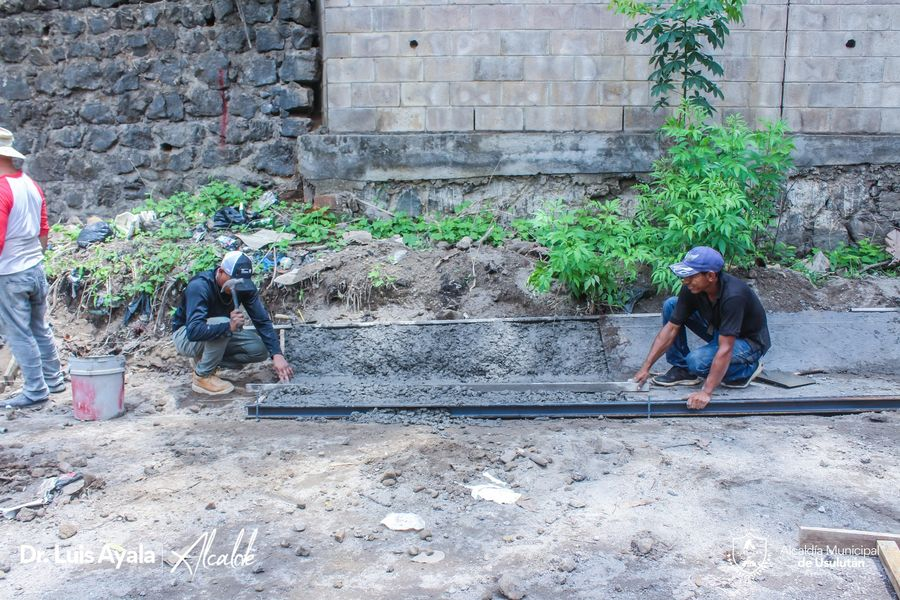 Dr. Luis Ayala | Alcalde
Alcaldía Municipal
de Usulután